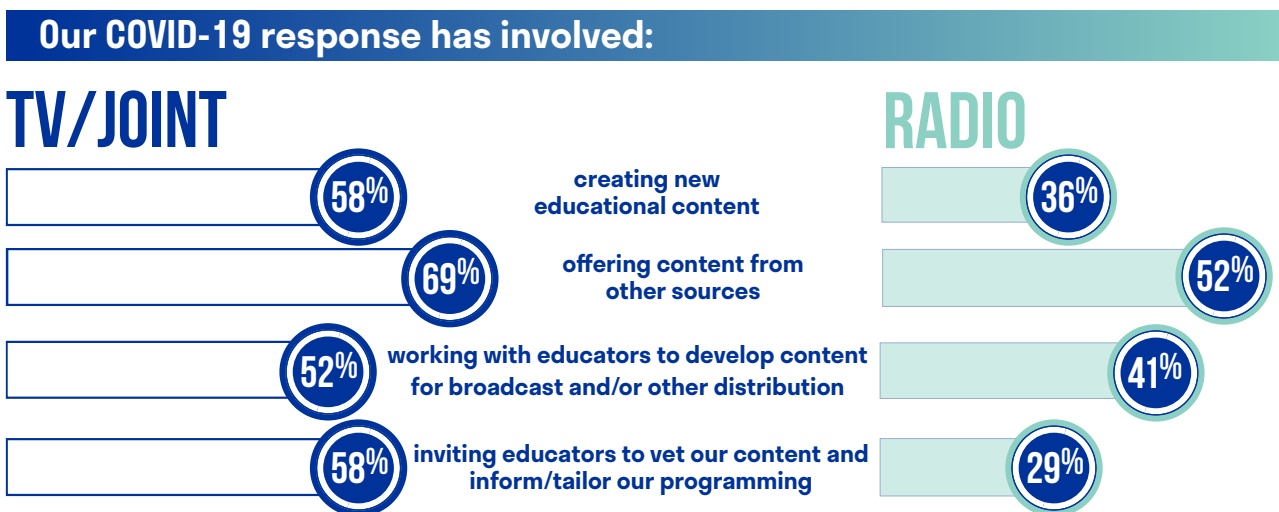 Our COVID-19 response has involved:
TV/JOINT
RADIO
58%
creating new
educational content
36%
69%
offering content from
other sources
52%
52%
working with educators to develop content
for broadcast and/or other distribution
41%
58%
inviting educators to vet our content and
inform/tailor our programming
29%